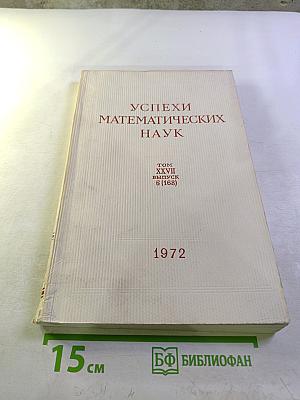 УСПЕХИ
МАТЕМАТИЧЕСКИХ
НАУК
ТОМ
XXVII
ВЫПУСК
6 (168)
1972
15 см
БФ БИБЛИОФАН